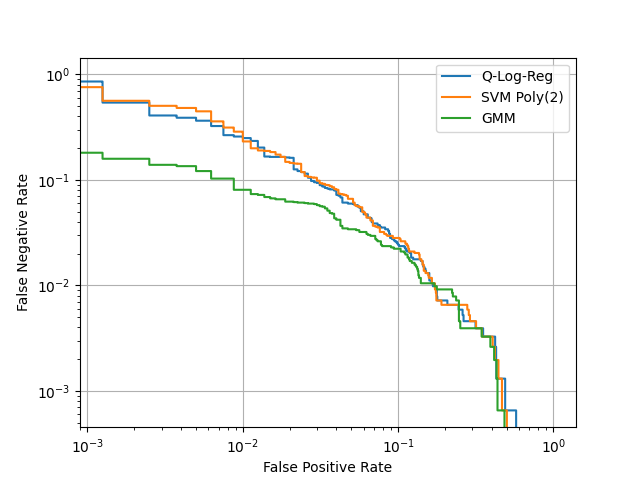 Q-Log-Reg
SVM Poly(2)
GMM
False Negative Rate
10⁰
10⁻¹
10⁻²
10⁻³
10⁻³ 10⁻² 10⁻¹ 10⁰
False Positive Rate